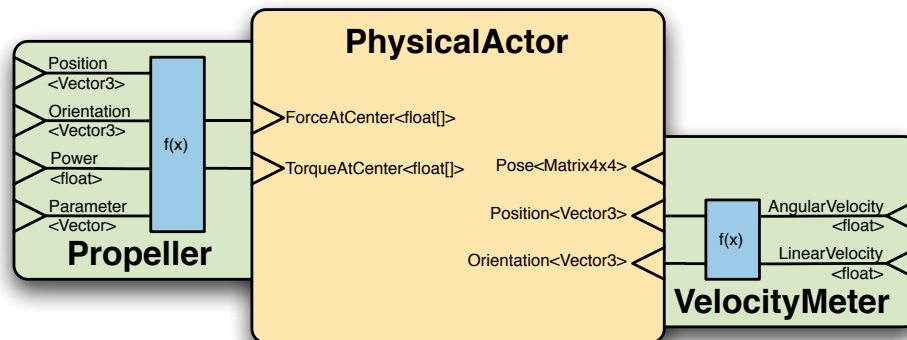 PhysicalActor
Position
<Vector3>
Orientation
<Vector3>
Power
<float>
Parameter
<Vector>
f(x)
Propeller
ForceAtCenter<float[]>
TorqueAtCenter<float[]>
Pose<Matrix4x4>
Position<Vector3>
Orientation<Vector3>
f(x)
AngularVelocity
<float>
LinearVelocity
<float>
VelocityMeter